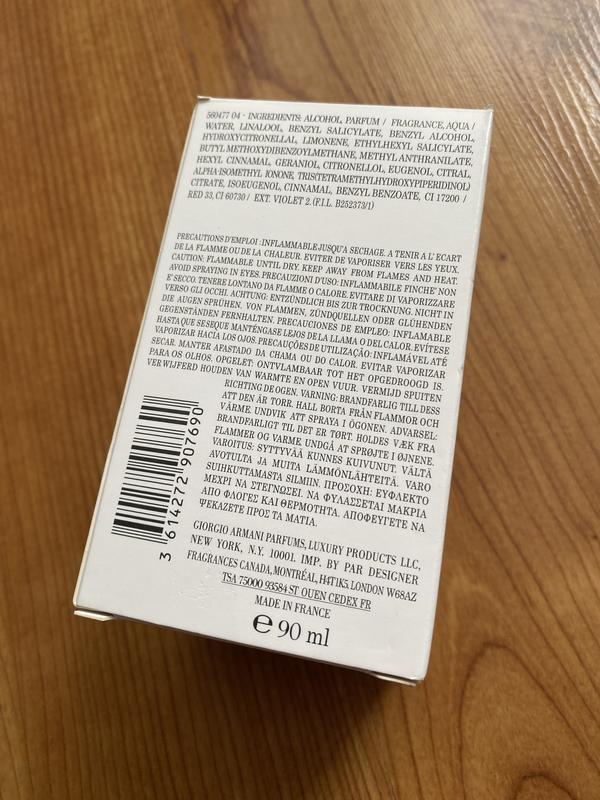 560477 04 - INGREDIENTS: ALCOHOL, PARFUM / FRAGRANCE, AQUA /
WATER, LINALOOL, BENZYL SALICYLATE, BENZYL ALCOHOL,
HYDROXYCITRONELLAL, LIMONENE, ETHYLHEXYL SALICYLATE,
BUTYL METHOXYDIBENZOYLMETHANE, METHYL ANTHRANILATE,
HEXYL CINNAMAL, GERANIOL, CITRONELLOL, EUGENOL, CITRAL,
ALPHA-ISOMETHYL IONONE, TRIS(TETRAMETHYLHYDROXYPIPERIDINOL)
CITRATE, ISOEUGENOL, CINNAMAL, BENZYL BENZOATE, CI 17200 /
RED 33, CI 60730 / EXT. VIOLET 2. (F.I.L. B252373/1)
PRECAUTIONS D'EMPLOI : INFLAMMABLE JUSQU'A SECHAGE. A TENIR A L'ECART
DE LA FLAMME OU DE LA CHALEUR. EVITER DE VAPORISER VERS LES YEUX.
CAUTION: FLAMMABLE UNTIL DRY. KEEP AWAY FROM FLAMES AND HEAT.
AVOID SPRAYING IN EYES. PRECAUZIONI D'USO: INFIAMMABILE FINCHE' NON
E' SECCO. TENERE LONTANO DA FLAMME O CALORE. EVITARE DI VAPORIZZARE
VERSO GLI OCCHI. ACHTUNG: ENTZÜNDLICH BIS ZUR TROCKNUNG. NICHT IN
DIE AUGEN SPRÜHEN. VON FLAMMEN, ZÜNDQUELLEN ODER GLÜHENDEN
GEGENSTÄNDEN FERNHALTEN. PRECAUCIONES DE EMPLEO: INFLAMABLE
HASTA QUE SE SEQUE MANTÉNGASE LEJOS DE LA LLAMA O DEL CALOR. EVÍTESE
VAPORIZAR HACÍA LOS OJOS. PRECAUÇÕES DE UTILIZAÇÃO: INFLAMÁVEL ATÉ
SECAR. MANTER AFASTADO DA CHAMA OU DO CALOR. EVITAR VAPORIZAR
PARA OS OLHOS. OPGELET: ONTVLAMBAAR TOT HET OPGEDROOGD IS.
VERWIJFERD HOUDEN VAN WARMTE EN OPEN VUUR. VERMIJD SPUITEN
RICHTING DE OGEN. VARNING: BRANDFARLIG TILL DESS
ATT DEN ÄR TORR. HALL BORTA FRÅN FLAMMOR OCH
VÄRME. UNDVIK ATT SPRAYA I ÖGONEN. ADVARSEL:
BRANDFARLIGT TIL DET ER TØRT. HOLDES VÆK FRA
FLAMMER OG VARME. UNDGÅ AT SPRØJTE I ØJNENE.
VAROITUS: SYTTYVÄÄ KUNNES KUIVUNUT. VÄLTÄ
AVOTULTA JA MUITA LÄMMÖNLÄHTEITÄ. VARO
SUIHKUTTAMASTA SILMIIN. ΠΡΟΣΟΧΗ: ΕΥΦΛΕΚΤΟ
ΜΕΧΡΙ ΝΑ ΣΤΕΓΝΩΣΕΙ. ΝΑ ΦΥΛΑΣΣΕΤΑΙ ΜΑΚΡΙΑ
ΑΠΟ ΦΛΟΓΕΣ ΚΑΙ ΘΕΡΜΟΤΗΤΑ. ΑΠΟΦΕΥΓΕΤΕ ΝΑ
ΨΕΚΑΖΕΤΕ ΠΡΟΣ ΤΑ ΜΑΤΙΑ.
3 614272 907690
GIORGIO ARMANI PARFUMS, LUXURY PRODUCTS LLC,
NEW YORK, N.Y. 10001. IMP. BY PAR DESIGNER
FRAGRANCES CANADA, MONTRÉAL, H4T1K5. LONDON W68AZ
TSA 75000 93584 ST OUEN CEDEX FR
MADE IN FRANCE
℮ 90 ml